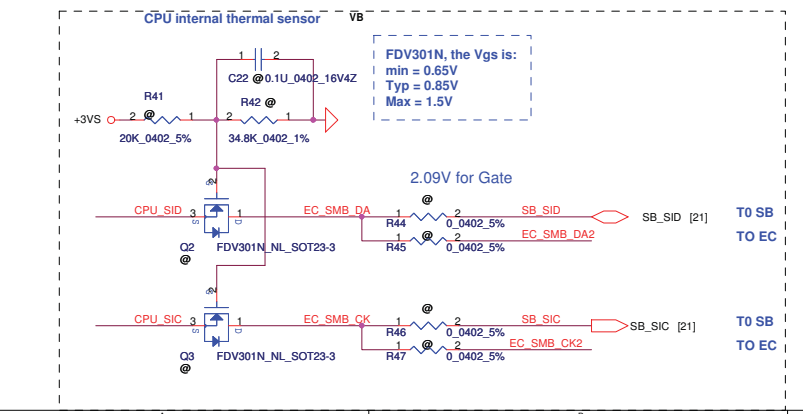 CPU internal thermal sensor
VB
FDV301N, the Vgs is:
min = 0.65V
Typ = 0.85V
Max = 1.5V
1 2
C22 @ 0.1U_0402_16V4Z
R41
@
R42 @
+3VS 2 1 2 1
20K_0402_5% 34.8K_0402_1%
2.09V for Gate
G 2
@
CPU_SID 3 1 EC_SMB_DA 1 2 SB_SID SB_SID [21] T0 SB
S D R44 0_0402_5%
@
1 2 EC_SMB_DA2 TO EC
Q2 FDV301N_NL_SOT23-3 R45 0_0402_5%
@
G 2
@
CPU_SIC 3 1 EC_SMB_CK 1 2 SB_SIC SB_SIC [21] T0 SB
S D R46 0_0402_5%
@
1 2 EC_SMB_CK2 TO EC
Q3 FDV301N_NL_SOT23-3 R47 0_0402_5%
@